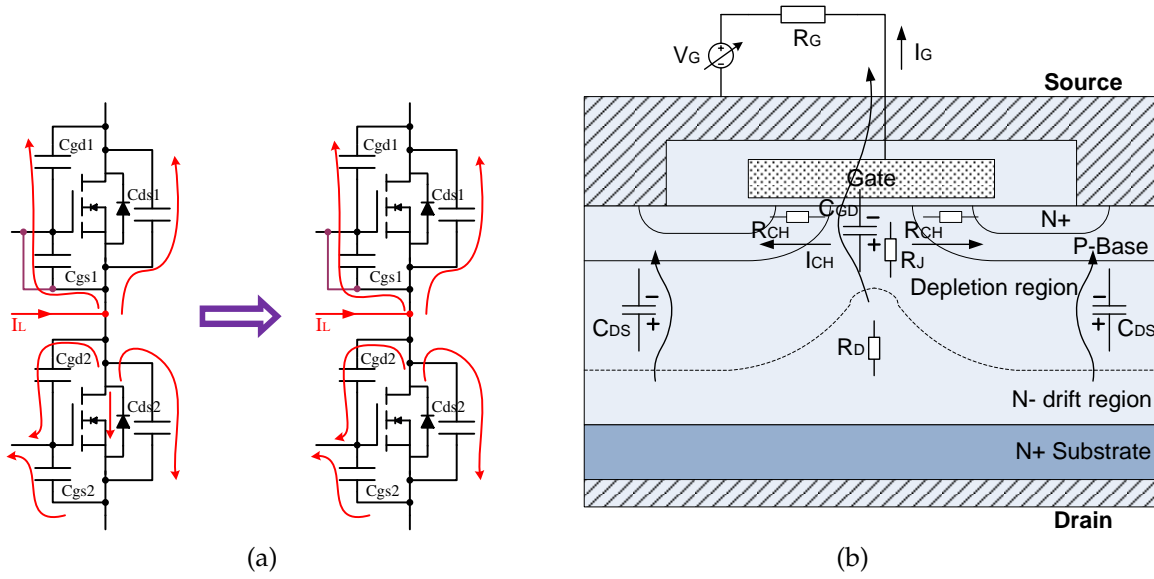 Cgd1
Cds1
Cgs1
IL
Cgd2
Cds2
Cgs2
(a)
Cgd1
Cds1
Cgs1
IL
Cgd2
Cds2
Cgs2
RG
VG
IG
Source
Gate
CGD
N+
RCH
RCH
P-Base
ICH
RJ
Depletion region
CDS
CDS
RD
N- drift region
N+ Substrate
Drain
(b)